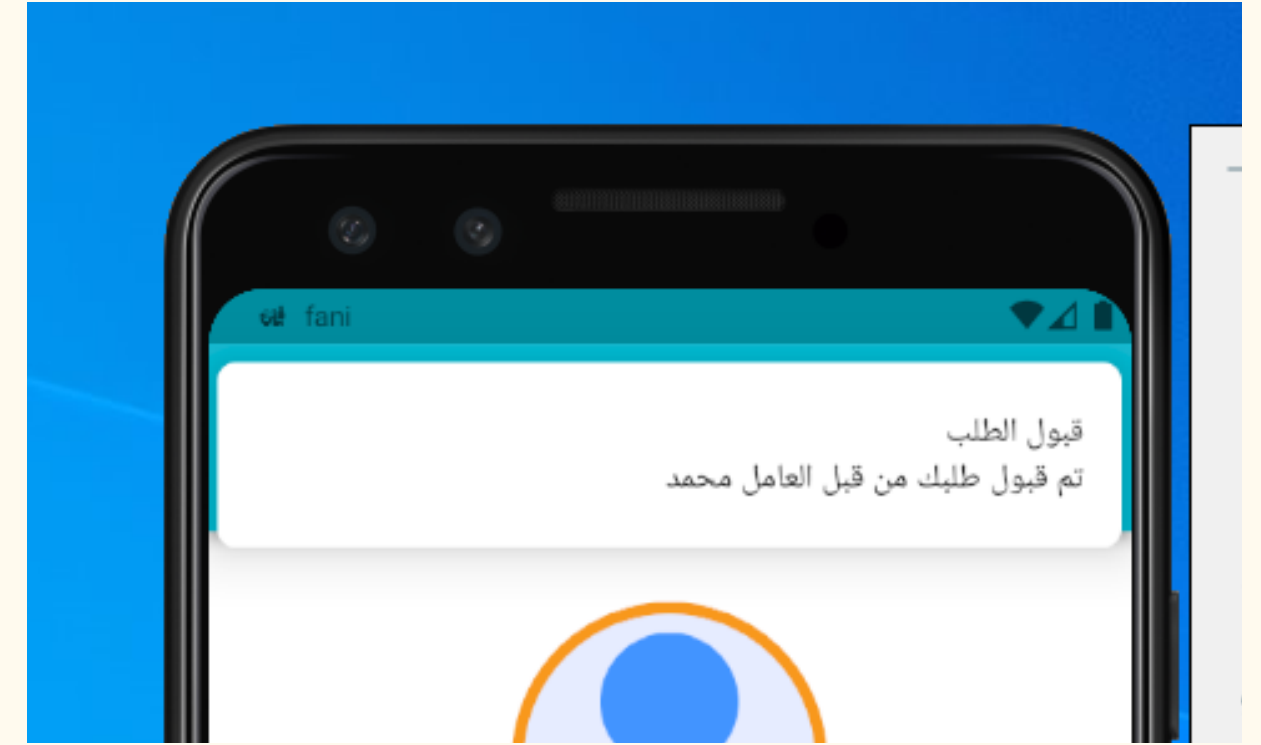 fani
قبول الطلب
تم قبول طلبك من قبل العامل محمد